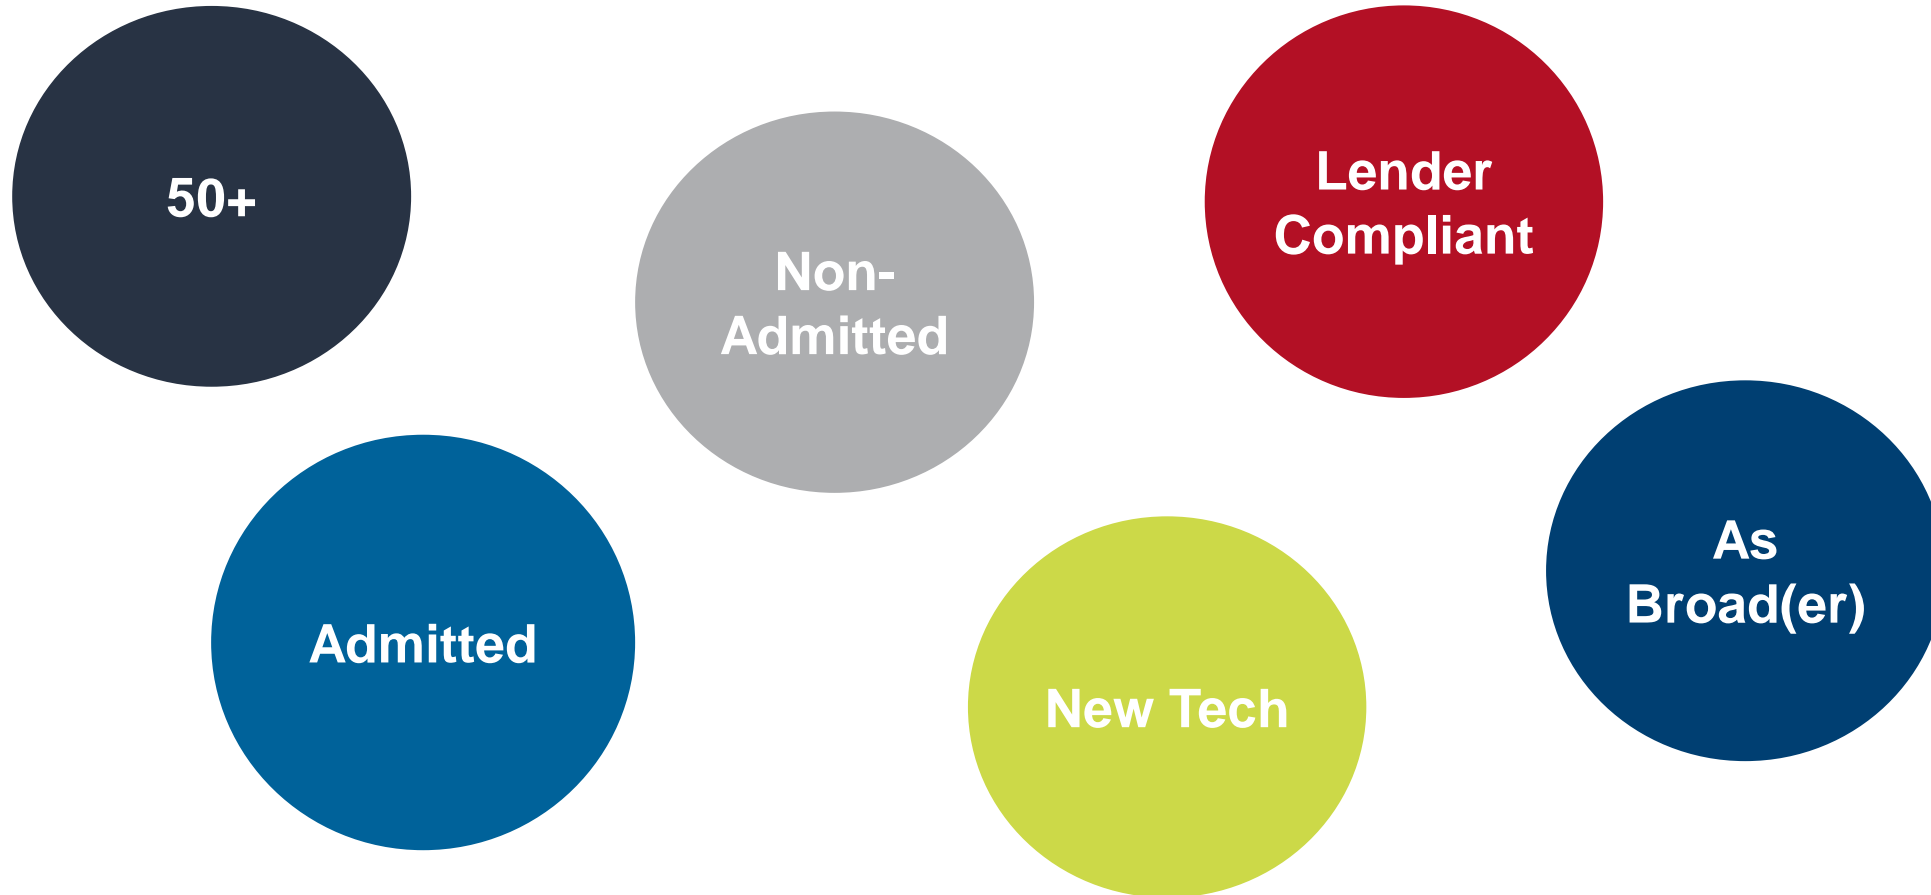 50+
Non-
Admitted
Lender
Compliant
Admitted
New Tech
As
Broad(er)